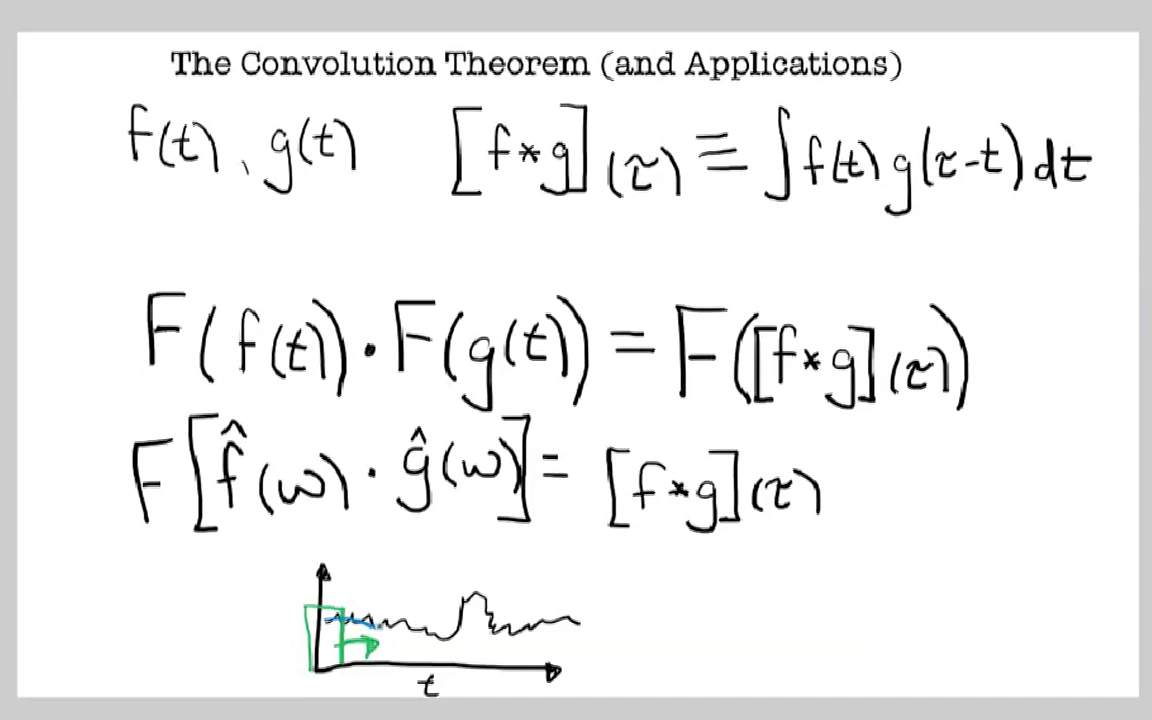 The Convolution Theorem (and Applications)
f(t), g(t) [f*g](τ) ≡ ∫f(t)g(τ-t)dt
F(f(t))·F(g(t)) = F([f*g](τ))
F[f̂(ω)·ĝ(ω)] = [f*g](τ)
t